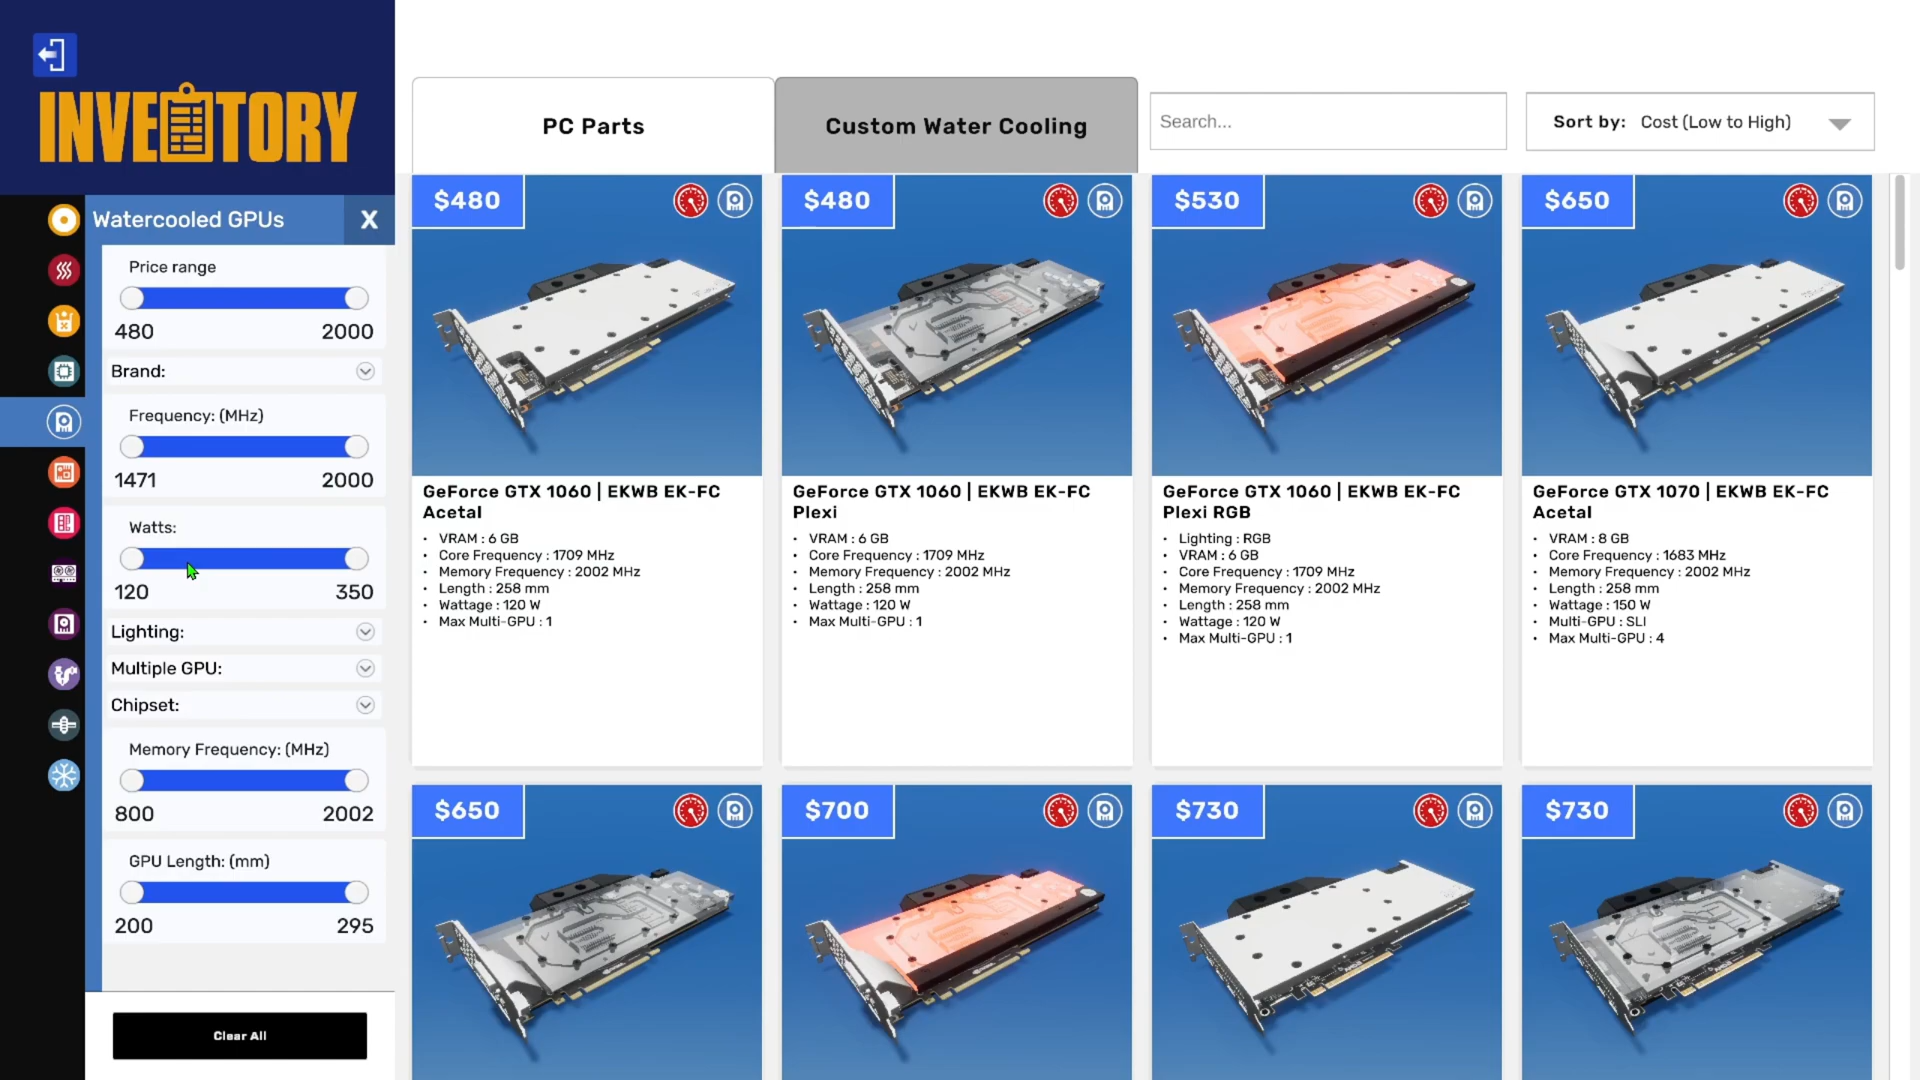 INVENTORY
PC Parts
Custom Water Cooling
Search...
Sort by: Cost (Low to High)
Watercooled GPUs
X
Price range
480 2000
Brand:
Frequency: (MHz)
1471 2000
Watts:
120 350
Lighting:
Multiple GPU:
Chipset:
Memory Frequency: (MHz)
800 2002
GPU Length: (mm)
200 295
Clear All
$480
GeForce GTX 1060 | EKWB EK-FC
Acetal
• VRAM : 6 GB
• Core Frequency : 1709 MHz
• Memory Frequency : 2002 MHz
• Length : 258 mm
• Wattage : 120 W
• Max Multi-GPU : 1
$480
GeForce GTX 1060 | EKWB EK-FC
Plexi
• VRAM : 6 GB
• Core Frequency : 1709 MHz
• Memory Frequency : 2002 MHz
• Length : 258 mm
• Wattage : 120 W
• Max Multi-GPU : 1
$530
GeForce GTX 1060 | EKWB EK-FC
Plexi RGB
• Lighting : RGB
• VRAM : 6 GB
• Core Frequency : 1709 MHz
• Memory Frequency : 2002 MHz
• Length : 258 mm
• Wattage : 120 W
• Max Multi-GPU : 1
$650
GeForce GTX 1070 | EKWB EK-FC
Acetal
• VRAM : 8 GB
• Core Frequency : 1683 MHz
• Memory Frequency : 2002 MHz
• Length : 258 mm
• Wattage : 150 W
• Multi-GPU : SLI
• Max Multi-GPU : 4
$650
$700
$730
$730